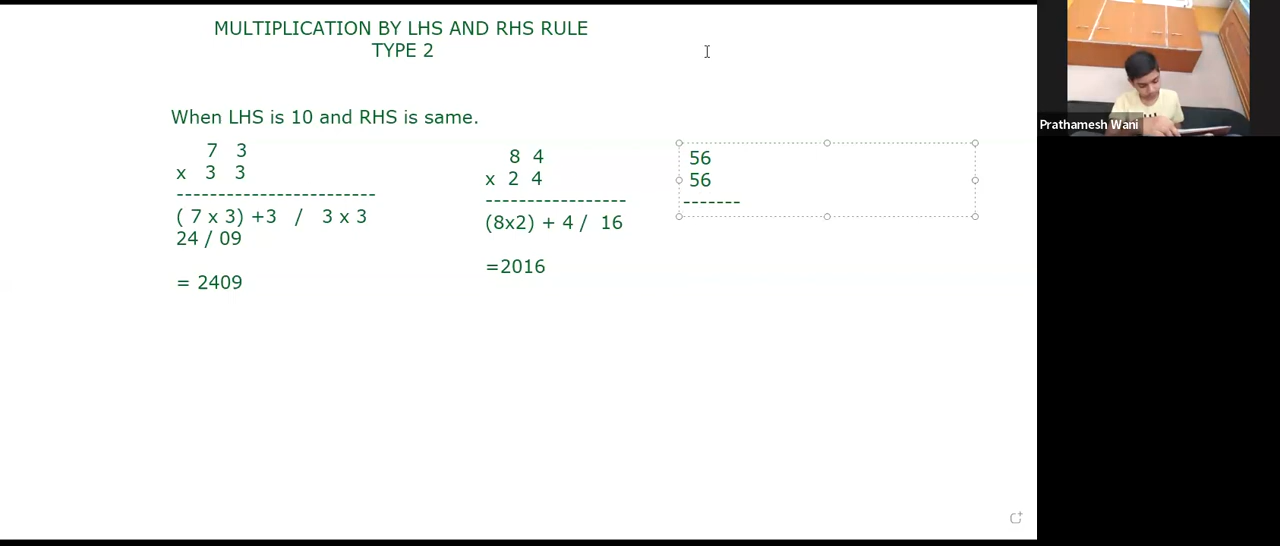 MULTIPLICATION BY LHS AND RHS RULE
TYPE 2
When LHS is 10 and RHS is same.
7 3
x 3 3
------------------------
( 7 x 3) +3 / 3 x 3
24 / 09
= 2409
8 4
x 2 4
-----------------
(8x2) + 4 / 16
=2016
56
56
-------
Prathamesh Wani